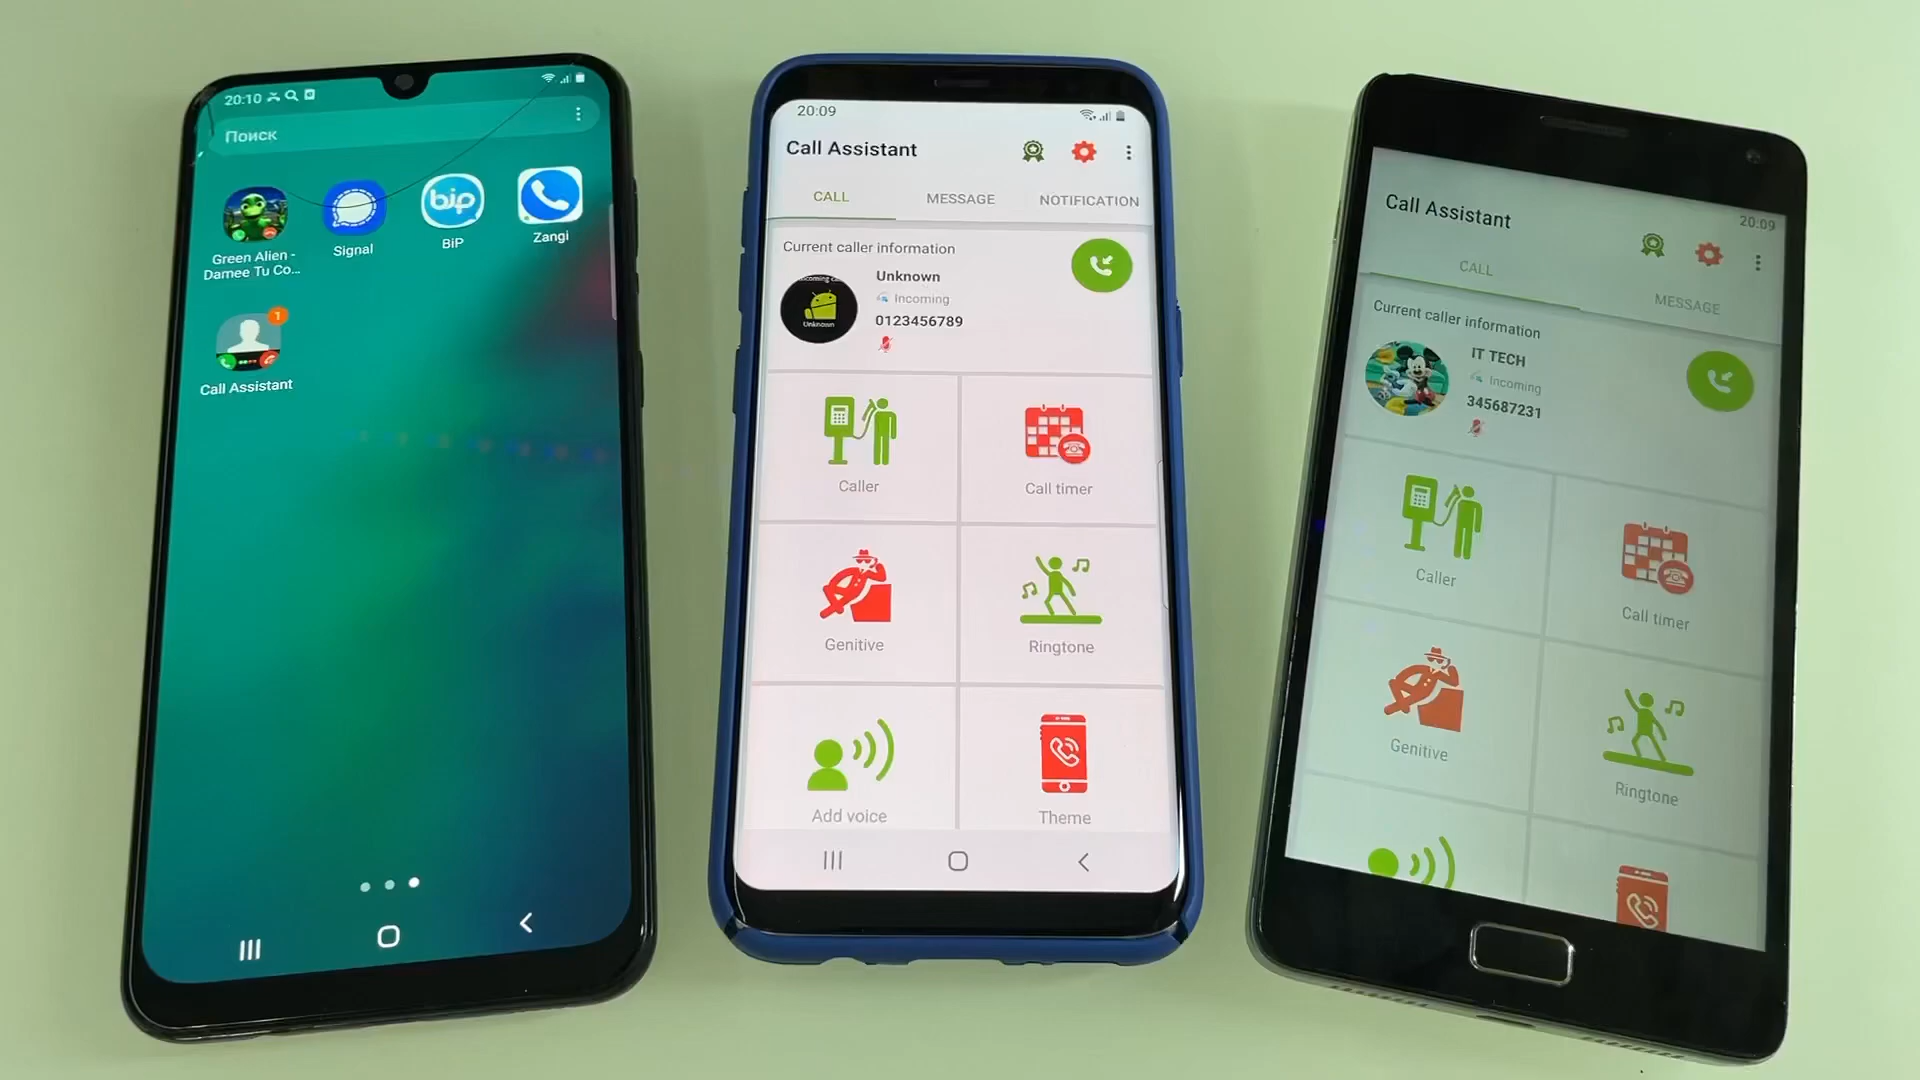 20:10
Поиск
Green Alien -
Damee Tu Co...
Signal
bip
BiP
Zangi
1
Call Assistant
20:09
Call Assistant
CALL
MESSAGE
NOTIFICATION
Current caller information
Unknown
Incoming
0123456789
Unknown
Caller
Call timer
Genitive
Ringtone
Add voice
Theme
20:09
Call Assistant
CALL
MESSAGE
Current caller information
IT TECH
Incoming
345687231
Caller
Call timer
Genitive
Ringtone